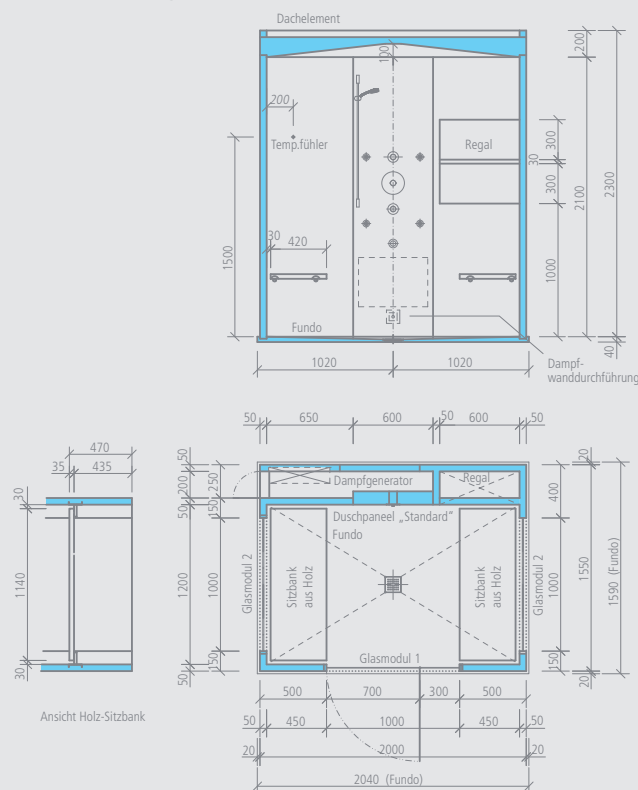 Dachelement
100
200
200
Temp.fühler
Regal
30
300
300
2100
2300
1500
30
420
1000
Fundo
40
1020
1020
Dampf-
wanddurchführung
50
650
600
50
600
50
470
35
435
30
1140
30
Ansicht Holz-Sitzbank
50
200
50
1200
50
250
150
1000
150
Glasmodul 2
Dampfgenerator
Regal
Duschpaneel „Standard“
Fundo
Sitzbank
aus Holz
Sitzbank
aus Holz
Glasmodul 2
Glasmodul 1
400
1000
150
20
1550
20
1590 (Fundo)
500
700
300
500
50
450
1000
450
50
20
2000
20
2040 (Fundo)